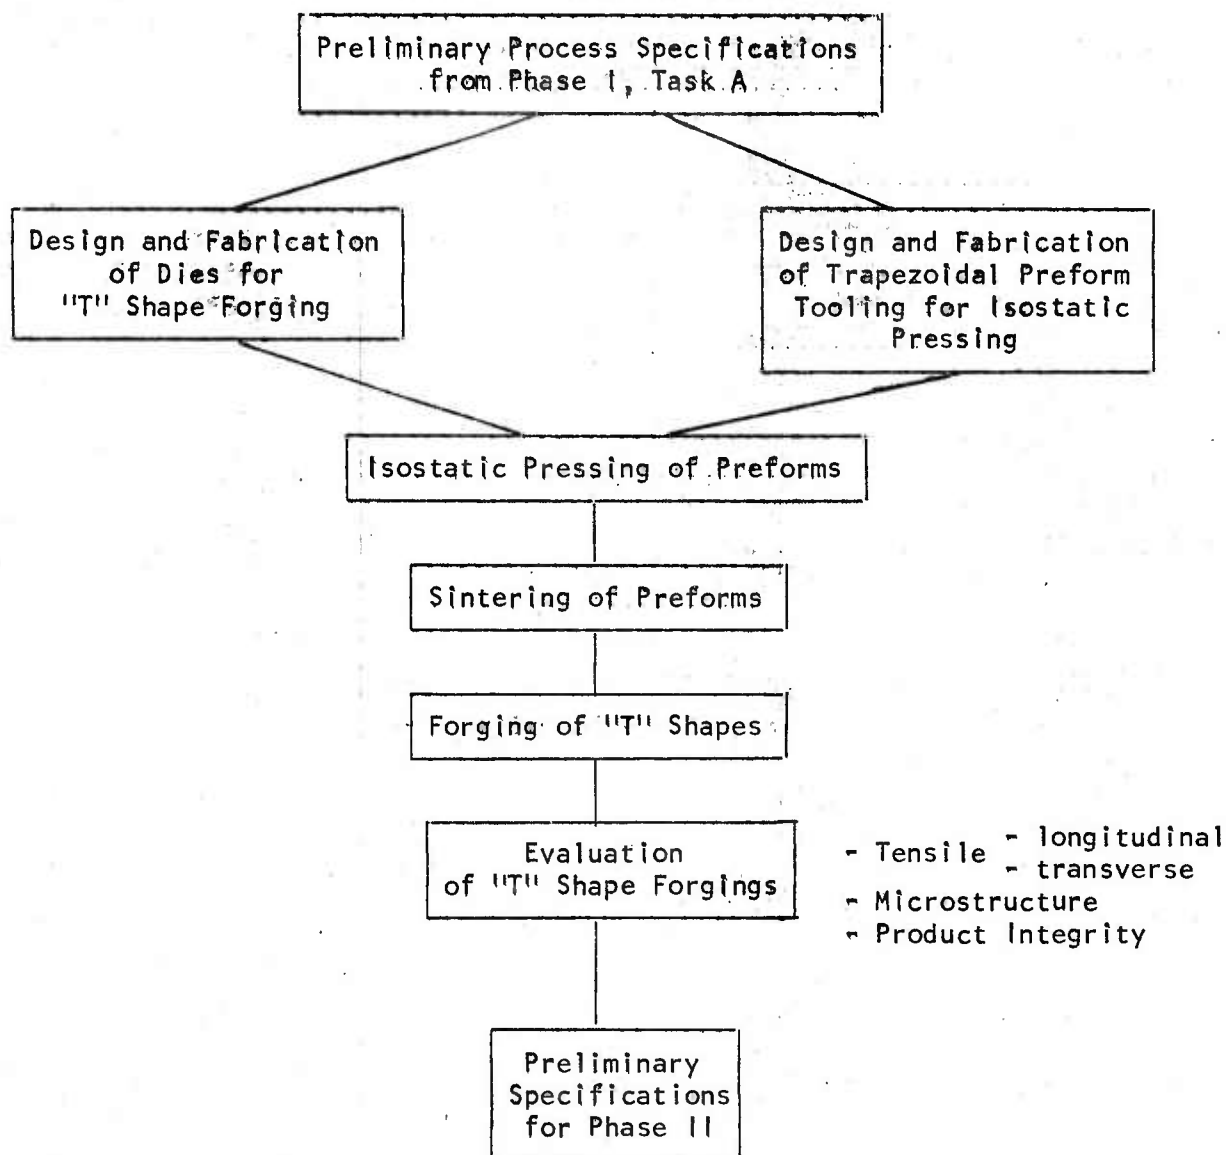 Preliminary Process Specifications
from Phase I, Task A
Design and Fabrication
of Dies for
"T" Shape Forging
Design and Fabrication
of Trapezoidal Preform
Tooling for Isostatic
Pressing
Isostatic Pressing of Preforms
Sintering of Preforms
Forging of "T" Shapes
Evaluation
of "T" Shape Forgings
- Tensile - longitudinal
- transverse
- Microstructure
- Product Integrity
Preliminary
Specifications
for Phase II